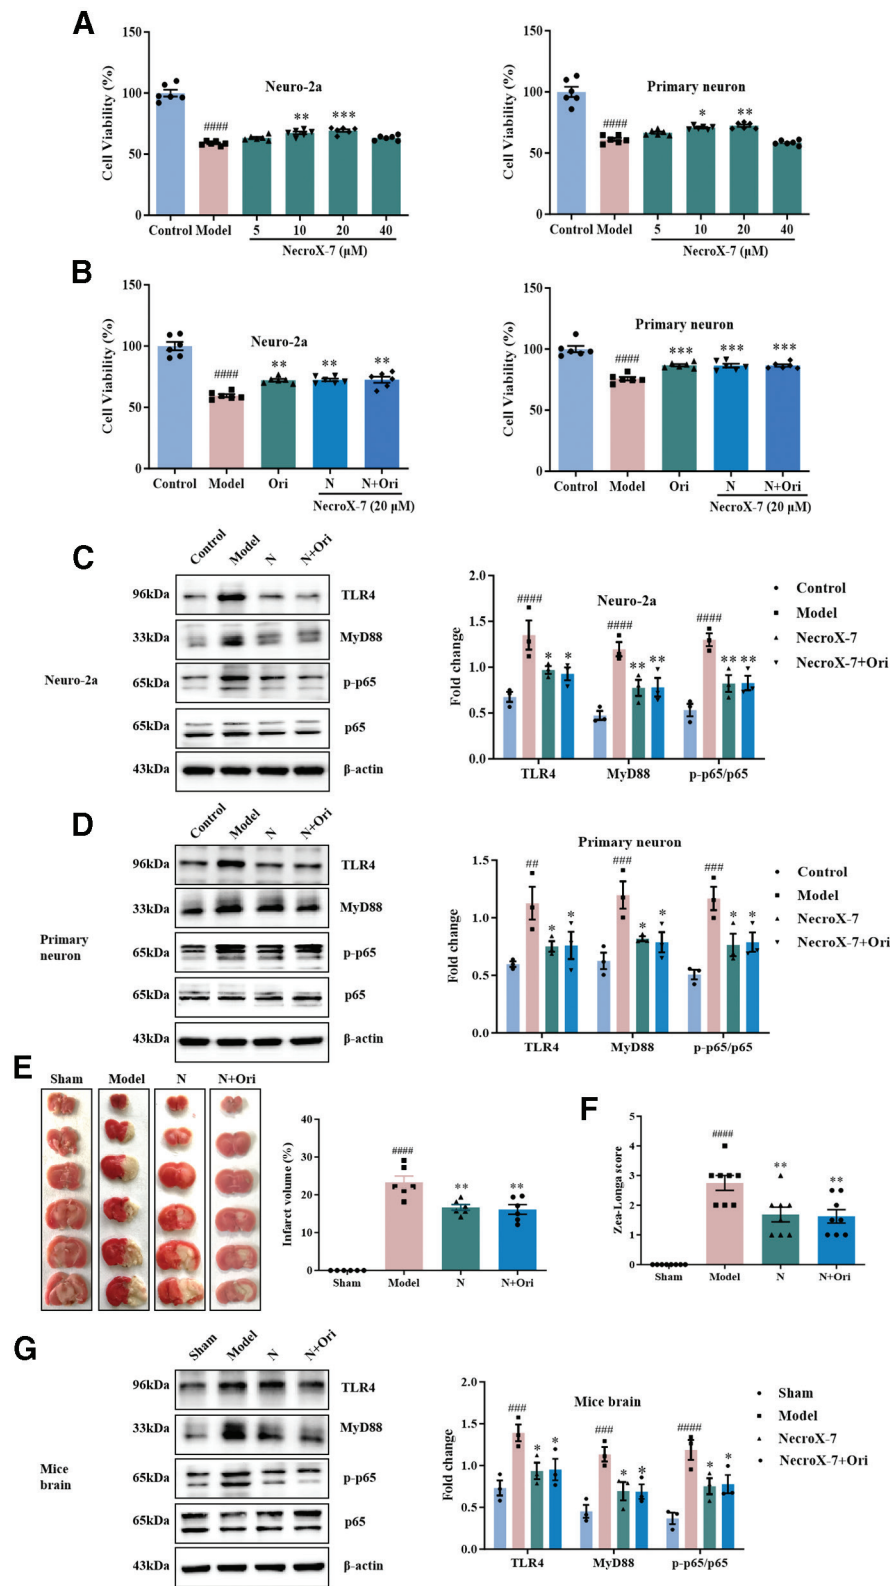 A
150
100
50
0
Cell Viability (%)
Neuro-2a
####
**
***
Control Model 5 10 20 40
NecroX-7 (μM)
150
100
50
0
Cell Viability (%)
Primary neuron
####
*
**
Control Model 5 10 20 40
NecroX-7 (μM)
B
150
100
50
0
Cell Viability (%)
Neuro-2a
####
**
**
**
Control Model Ori N N+Ori
NecroX-7 (20 μM)
150
100
50
0
Cell Viability (%)
Primary neuron
####
***
***
***
Control Model Ori N N+Ori
NecroX-7 (20 μM)
C
Control Model N N+Ori
Neuro-2a
96kDa TLR4
33kDa MyD88
65kDa p-p65
65kDa p65
43kDa β-actin
2.0
1.5
1.0
0.5
0.0
Fold change
Neuro-2a
####
* *
####
** **
####
** **
TLR4 MyD88 p-p65/p65
Control
Model
NecroX-7
NecroX-7+Ori
D
Control Model N N+Ori
Primary
neuron
96kDa TLR4
33kDa MyD88
65kDa p-p65
65kDa p65
43kDa β-actin
Primary neuron
1.5
1.0
0.5
0.0
Fold change
##
* *
###
* *
###
* *
TLR4 MyD88 p-p65/p65
Control
Model
NecroX-7
NecroX-7+Ori
E
Sham Model N N+Ori
40
30
20
10
0
Infarct volume (%)
####
**
**
Sham Model N N+Ori
F
5
4
3
2
1
0
Zea-Longa score
####
**
**
Sham Model N N+Ori
G
Sham Model N N+Ori
Mice
brain
96kDa TLR4
33kDa MyD88
65kDa p-p65
65kDa p65
43kDa β-actin
2.0
1.5
1.0
0.5
0.0
Fold change
Mice brain
###
* *
###
* *
####
* *
TLR4 MyD88 p-p65/p65
Sham
Model
NecroX-7
NecroX-7+Ori